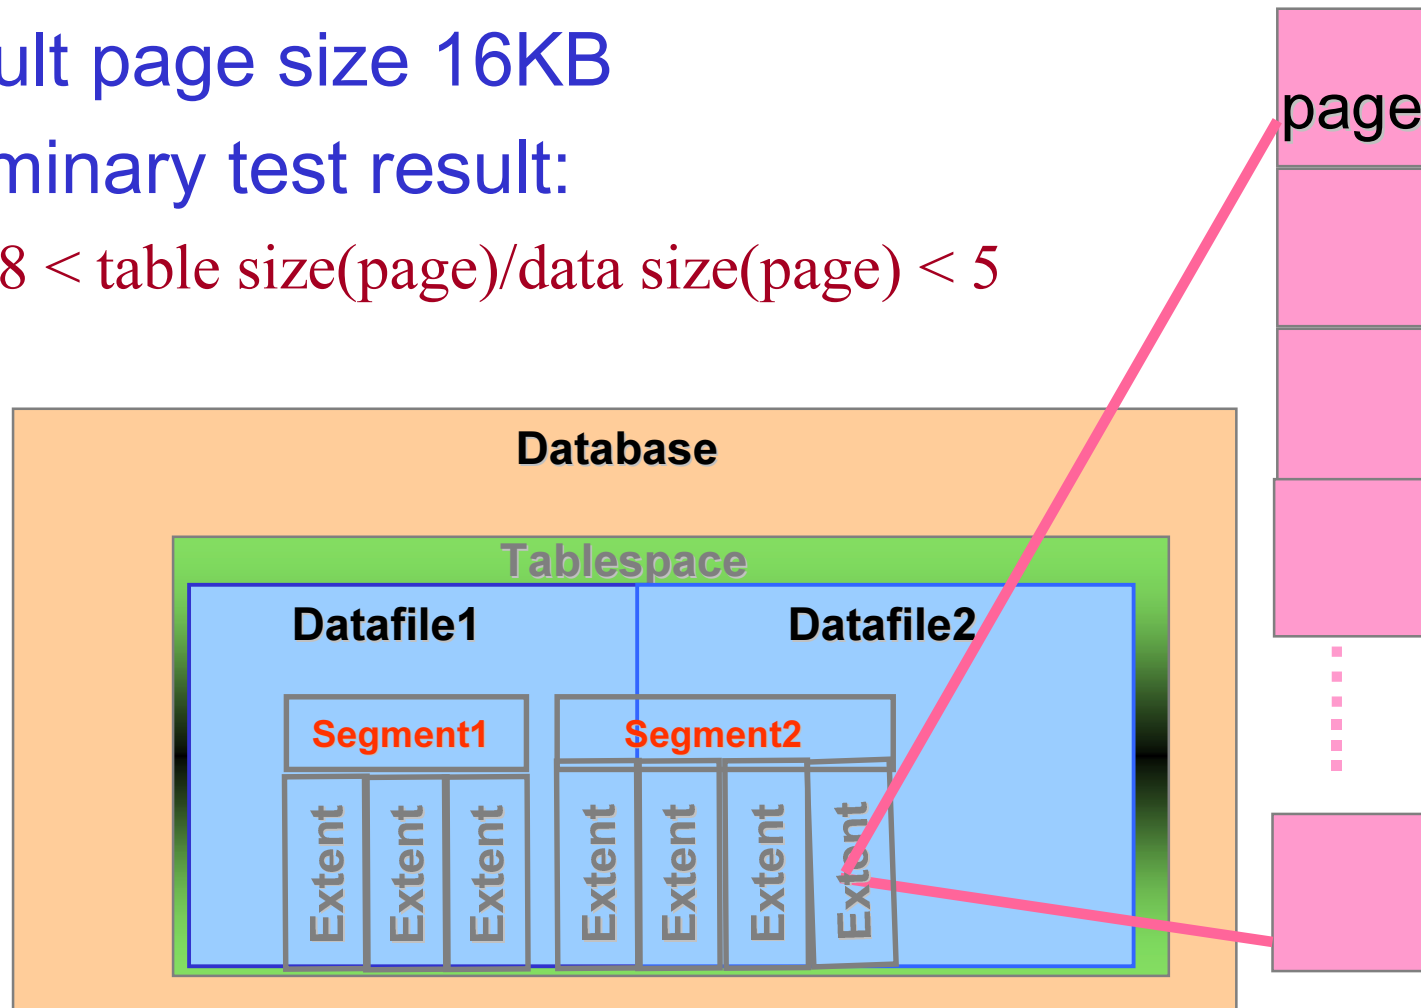 ult page size 16KB
minary test result:
8 < table size(page)/data size(page) < 5
page
Database
Tablespace
Datafile1 Datafile2
Segment1 Segment2
Extent Extent Extent Extent Extent Extent Extent